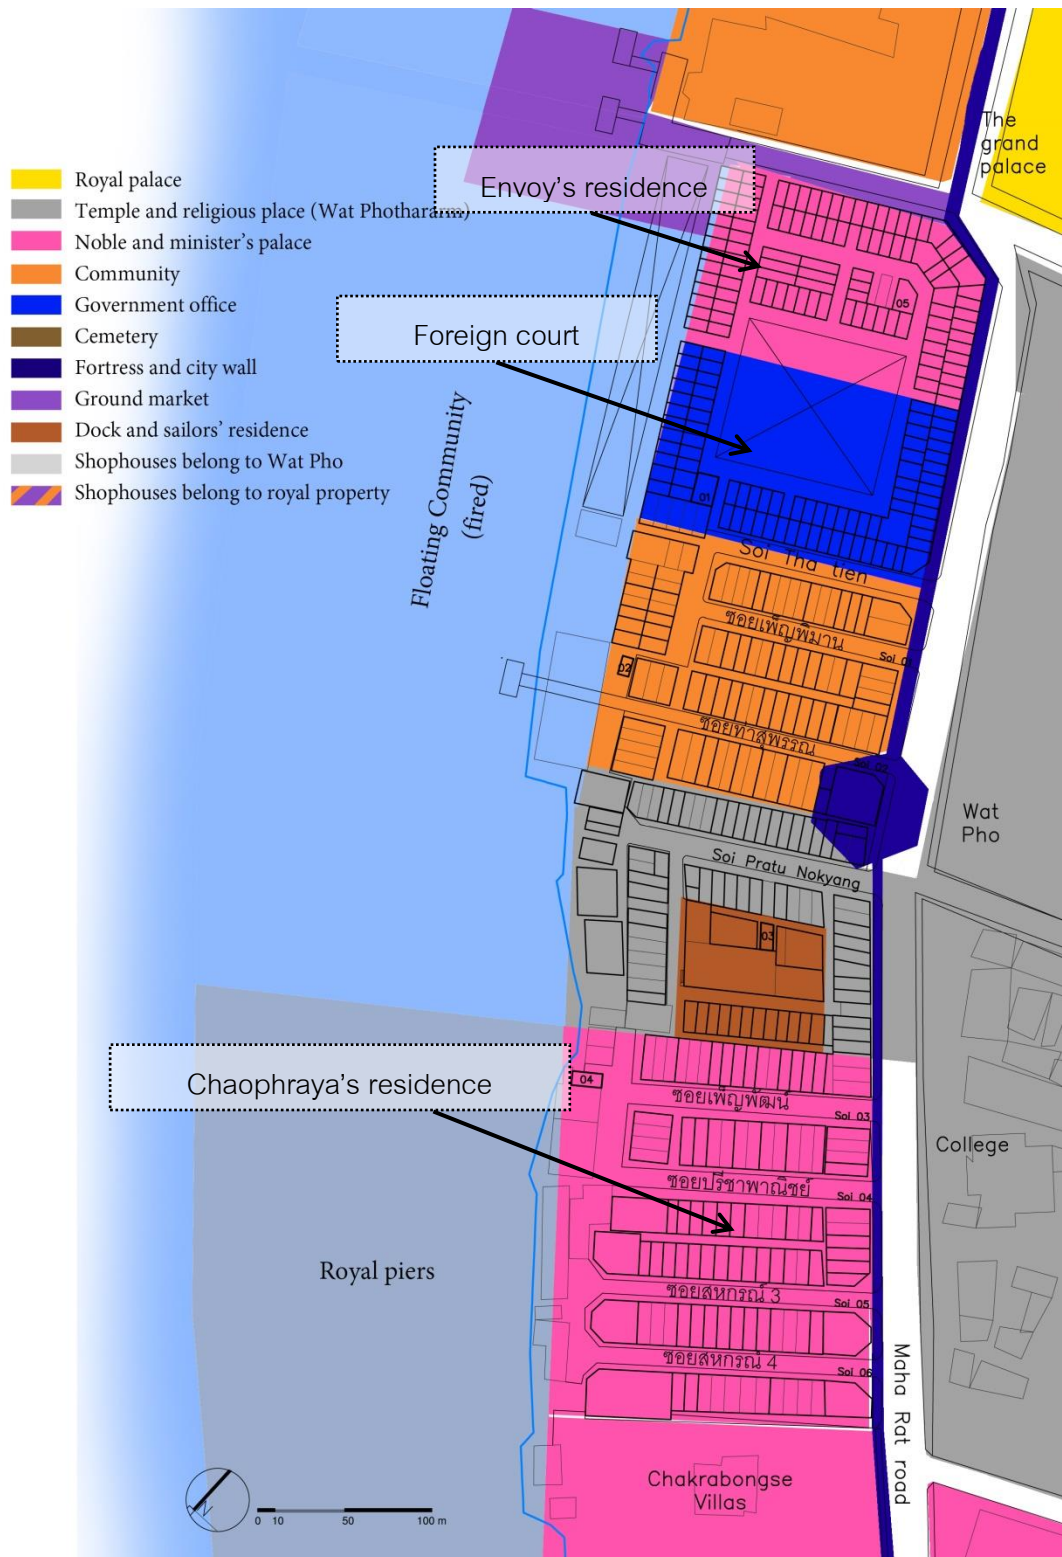 The
grand
palace
Royal palace
Temple and religious place (Wat Photharam)
Noble and minister's palace
Community
Government office
Cemetery
Fortress and city wall
Ground market
Dock and sailors' residence
Shophouses belong to Wat Pho
Shophouses belong to royal property
Envoy's residence
05
Foreign court
Floating Community
(fired)
01
Soi Tha tien
ซอยเพ็ญพิมาน
Soi 01
02
ซอยท่าสุพรรณ
Soi 02
Wat
Pho
Soi Pratu Nokyang
03
Chaophraya's residence
04
ซอยเพ็ญพัฒน์
Soi 03
College
ซอยปรีชาพาณิชย์
Soi 04
Royal piers
ซอยสหกรณ์ 3
Soi 05
ซอยสหกรณ์ 4
Soi 06
Maha Rat road
Chakrabongse
Villas
N
0 10 50 100 m